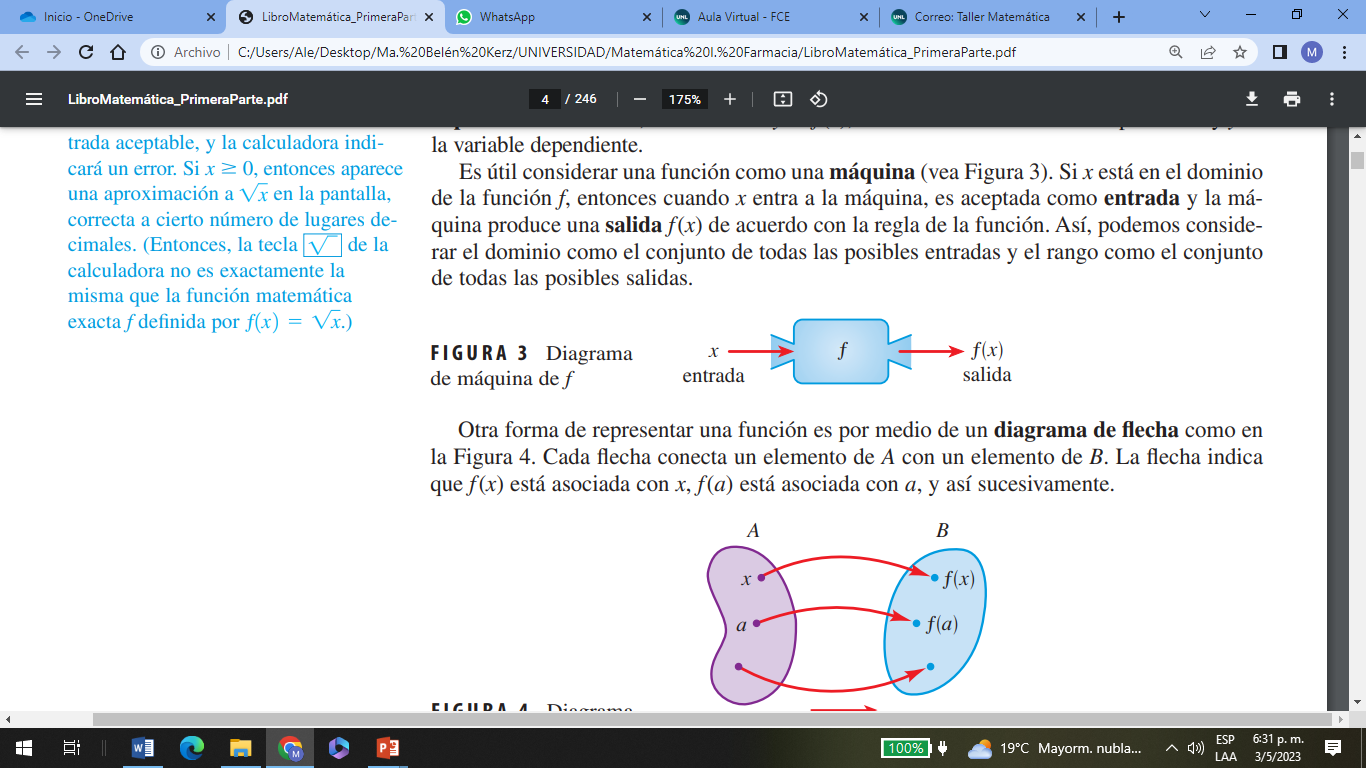 Inicio - OneDrive
LibroMatemática_PrimeraPar
WhatsApp
Aula Virtual - FCE
Correo: Taller Matemática
Archivo
C:/Users/Ale/Desktop/Ma.%20Belén%20Kerz/UNIVERSIDAD/Matemática%20I.%20Farmacia/LibroMatemática_PrimeraParte.pdf
M
LibroMatemática_PrimeraParte.pdf
4 / 246
175%
trada aceptable, y la calculadora indi-
cará un error. Si x ≥ 0, entonces aparece
una aproximación a √x en la pantalla,
correcta a cierto número de lugares de-
cimales. (Entonces, la tecla √ de la
calculadora no es exactamente la
misma que la función matemática
exacta f definida por f(x) = √x.)
la variable dependiente.
Es útil considerar una función como una máquina (vea Figura 3). Si x está en el dominio
de la función f, entonces cuando x entra a la máquina, es aceptada como entrada y la má-
quina produce una salida f(x) de acuerdo con la regla de la función. Así, podemos conside-
rar el dominio como el conjunto de todas las posibles entradas y el rango como el conjunto
de todas las posibles salidas.
FIGURA 3 Diagrama
de máquina de f
x
entrada
f
f(x)
salida
Otra forma de representar una función es por medio de un diagrama de flecha como en
la Figura 4. Cada flecha conecta un elemento de A con un elemento de B. La flecha indica
que f(x) está asociada con x, f(a) está asociada con a, y así sucesivamente.
A
B
x
f(x)
a
f(a)
FIGURA 4 Diagrama
100%
19°C Mayorm. nubla...
ESP
LAA
6:31 p. m.
3/5/2023